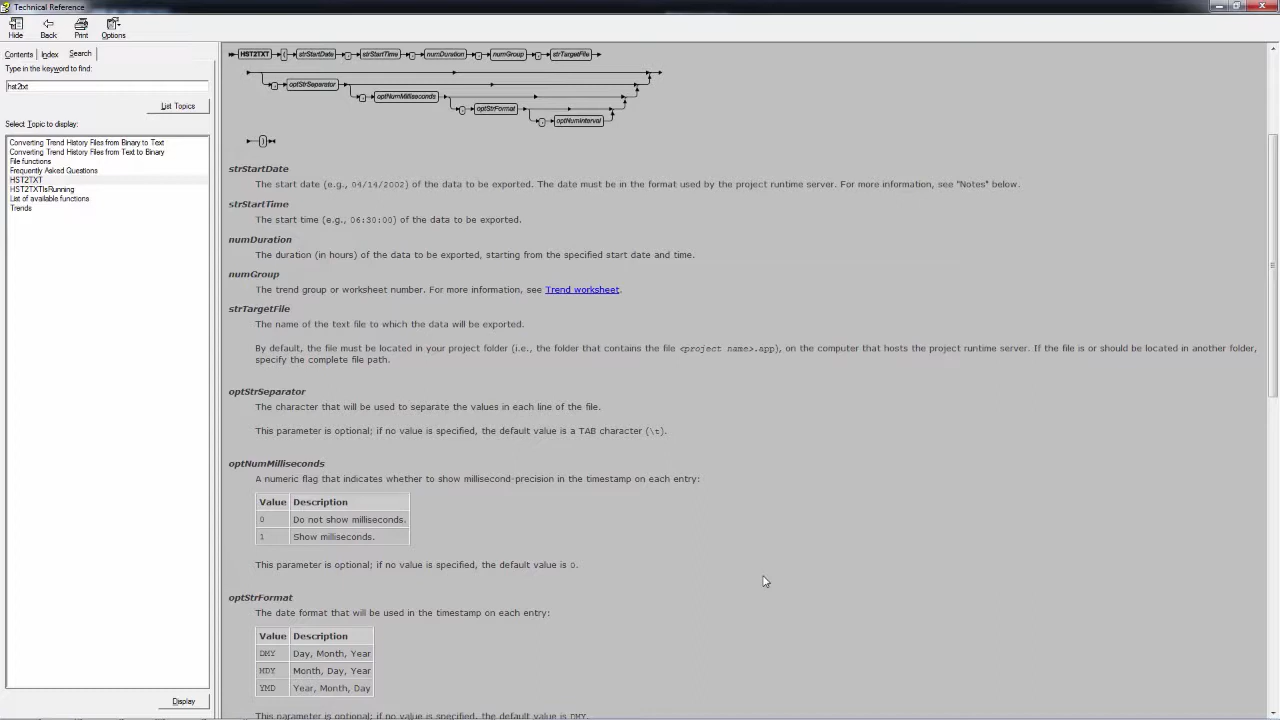 Technical Reference
Hide Back Print Options
Contents Index Search
Type in the keyword to find:
hst2txt
List Topics
Select Topic to display:
Converting Trend History Files from Binary to Text
Converting Trend History Files from Text to Binary
File functions
Frequently Asked Questions
HST2TXT
HST2TXTIsRunning
List of available functions
Trends
Display
HST2TXT ( strStartDate , strStartTime , numDuration , numGroup , strTargetFile
, optStrSeparator
, optNumMilliseconds
, optStrFormat
, optNumInterval
)
strStartDate
The start date (e.g., 04/14/2002) of the data to be exported. The date must be in the format used by the project runtime server. For more information, see "Notes" below.
strStartTime
The start time (e.g., 06:30:00) of the data to be exported.
numDuration
The duration (in hours) of the data to be exported, starting from the specified start date and time.
numGroup
The trend group or worksheet number. For more information, see Trend worksheet.
strTargetFile
The name of the text file to which the data will be exported.
By default, the file must be located in your project folder (i.e., the folder that contains the file <project name>.app), on the computer that hosts the project runtime server. If the file is or should be located in another folder,
specify the complete file path.
optStrSeparator
The character that will be used to separate the values in each line of the file.
This parameter is optional; if no value is specified, the default value is a TAB character (\t).
optNumMilliseconds
A numeric flag that indicates whether to show millisecond-precision in the timestamp on each entry:
Value Description
0 Do not show milliseconds.
1 Show milliseconds.
This parameter is optional; if no value is specified, the default value is 0.
optStrFormat
The date format that will be used in the timestamp on each entry:
Value Description
DMY Day, Month, Year
MDY Month, Day, Year
YMD Year, Month, Day
This parameter is optional; if no value is specified, the default value is DMY.